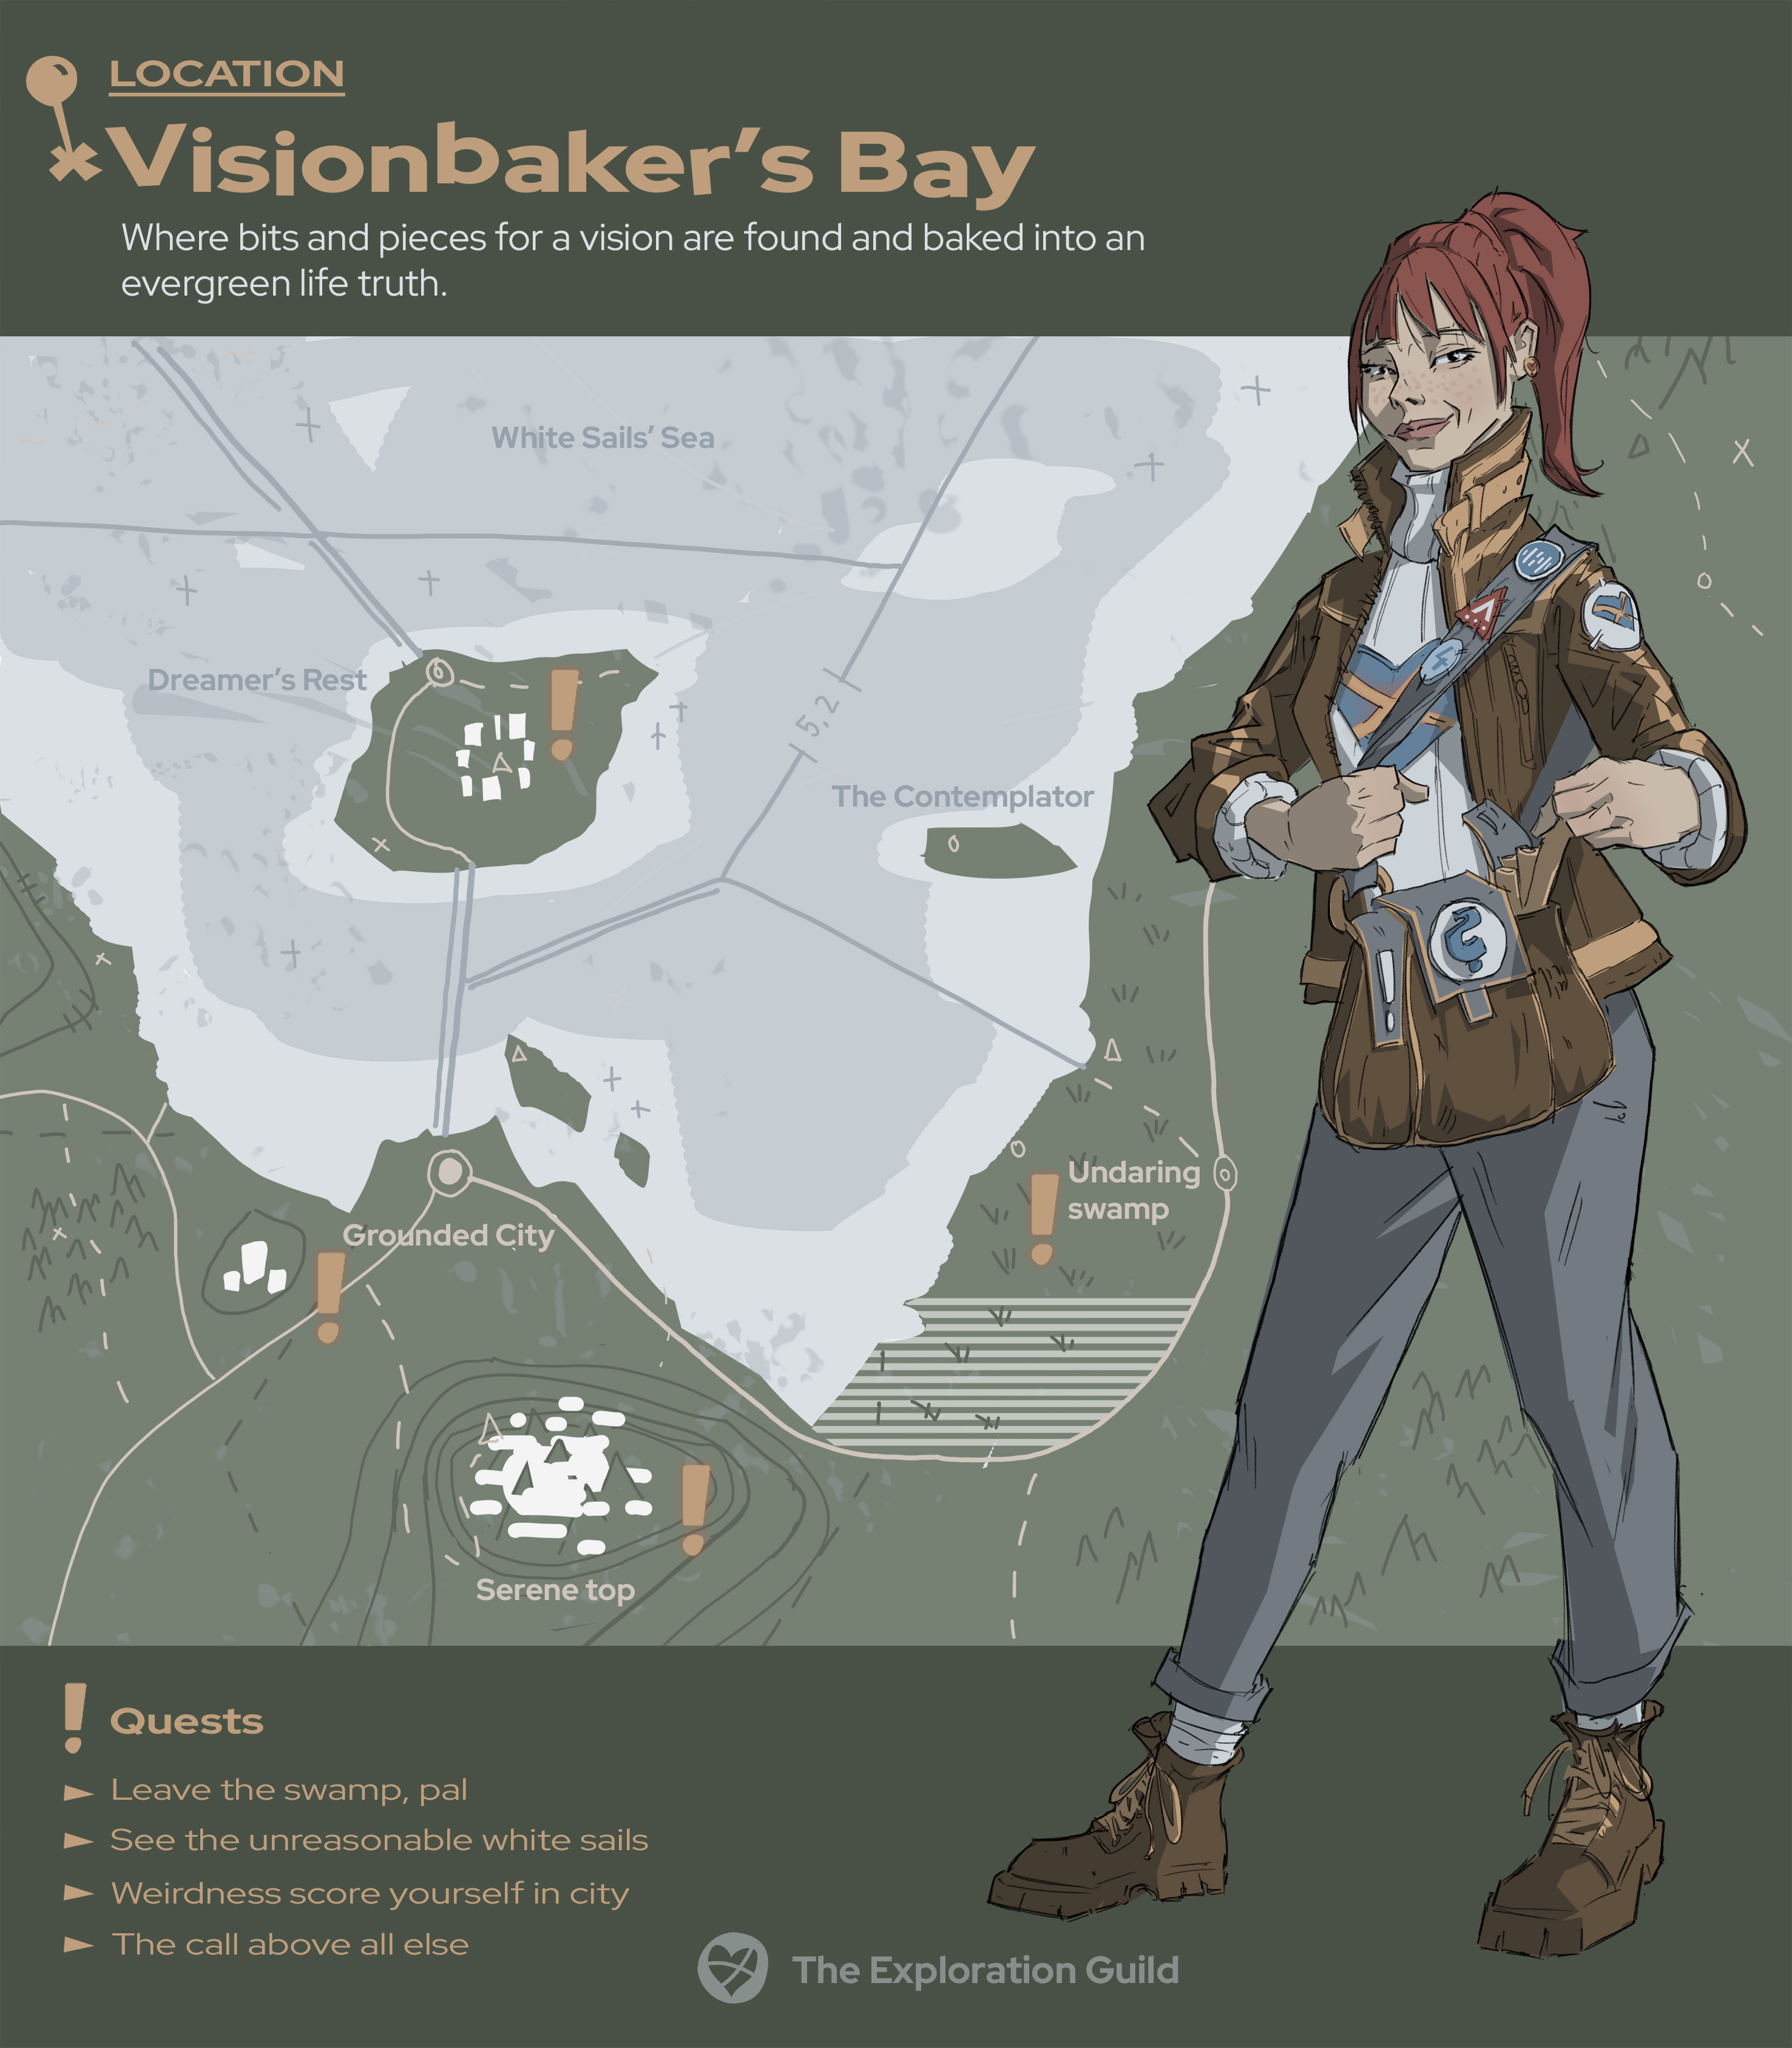 LOCATION
Visionbaker's Bay
Where bits and pieces for a vision are found and baked into an
evergreen life truth.
White Sails' Sea
Dreamer's Rest
5,2
The Contemplator
4
Undaring
swamp
Grounded City
Serene top
Quests
Leave the swamp, pal
See the unreasonable white sails
Weirdness score yourself in city
The call above all else
The Exploration Guild